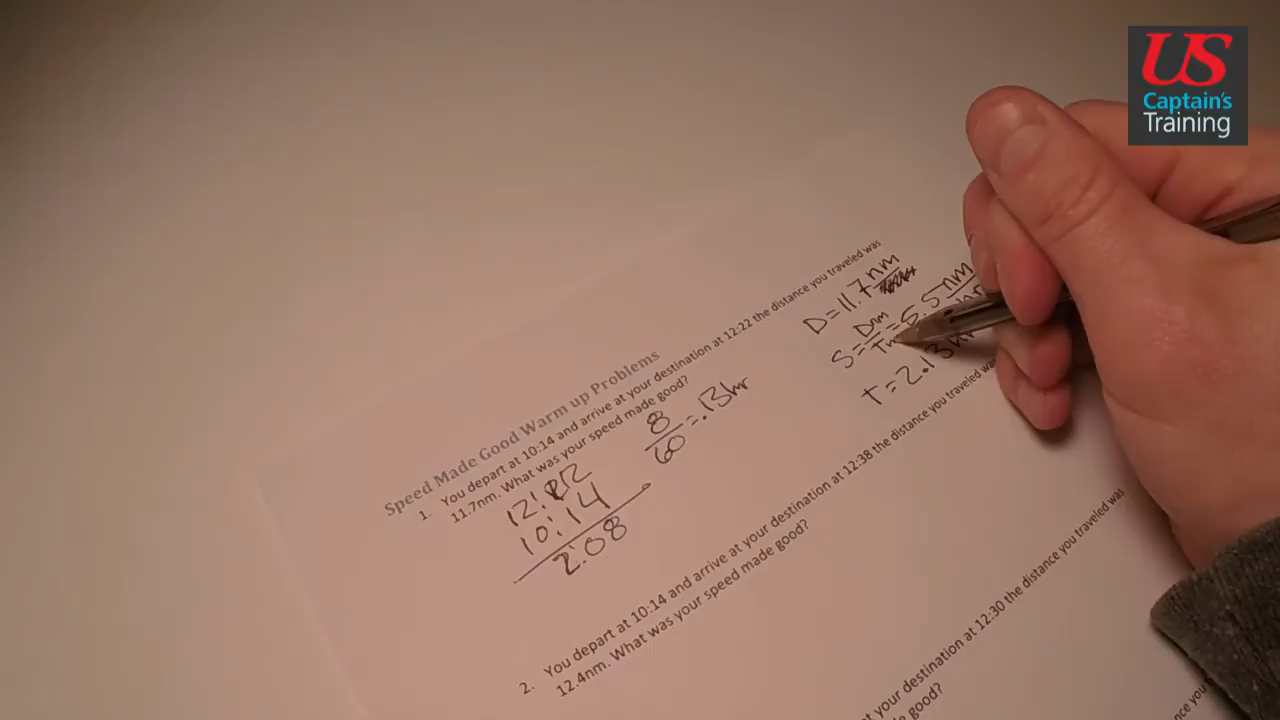 US
Captain's
Training
Speed Made Good Warm up Problems
1. You depart at 10:14 and arrive at your destination at 12:22 the distance you traveled was
11.7nm. What was your speed made good?
12:22
10:14
2:08
8/60 = .13hr
D = 11.7nm
S = Dnm/T = 5.5nm/hr
T = 2.13hr
2. You depart at 10:14 and arrive at your destination at 12:38 the distance you traveled was
12.4nm. What was your speed made good?
your destination at 12:30 the distance you traveled was
good?